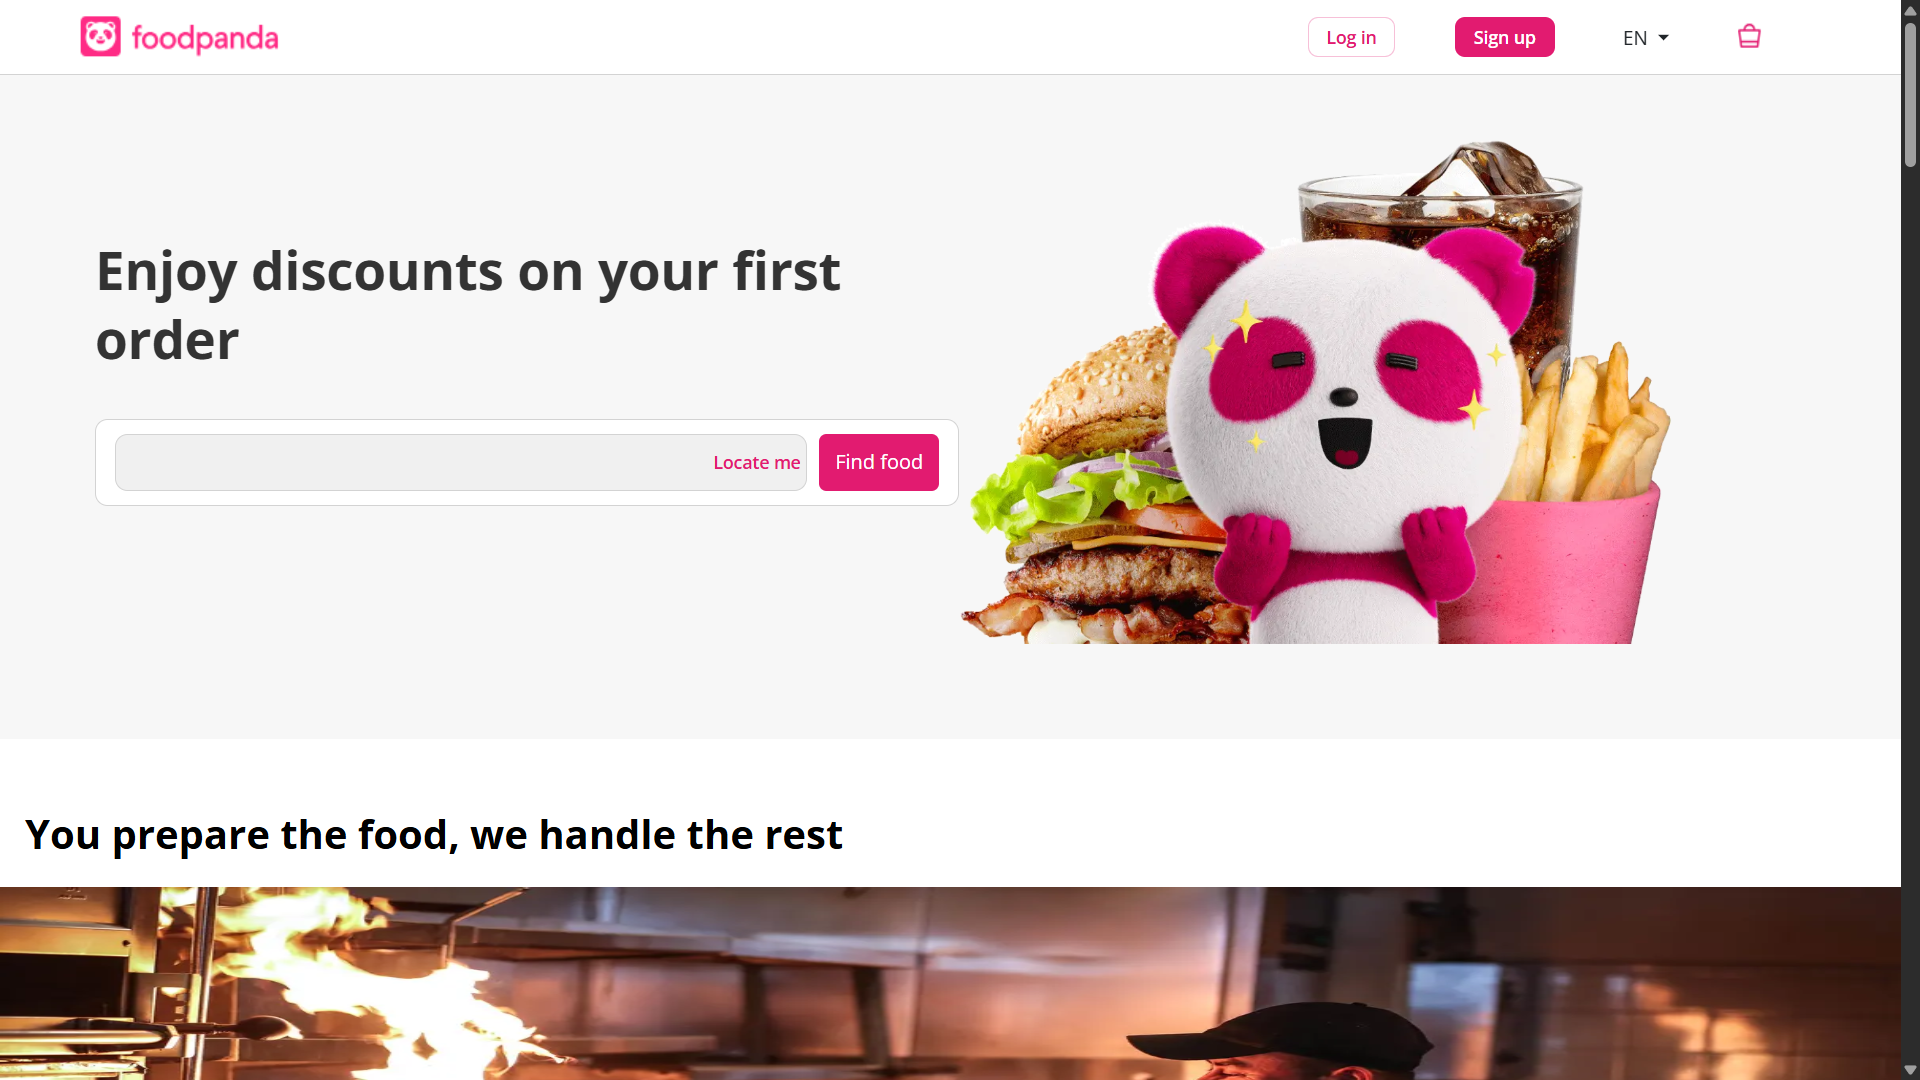 foodpanda
Log in
Sign up
EN
Enjoy discounts on your first
order
Locate me
Find food
You prepare the food, we handle the rest